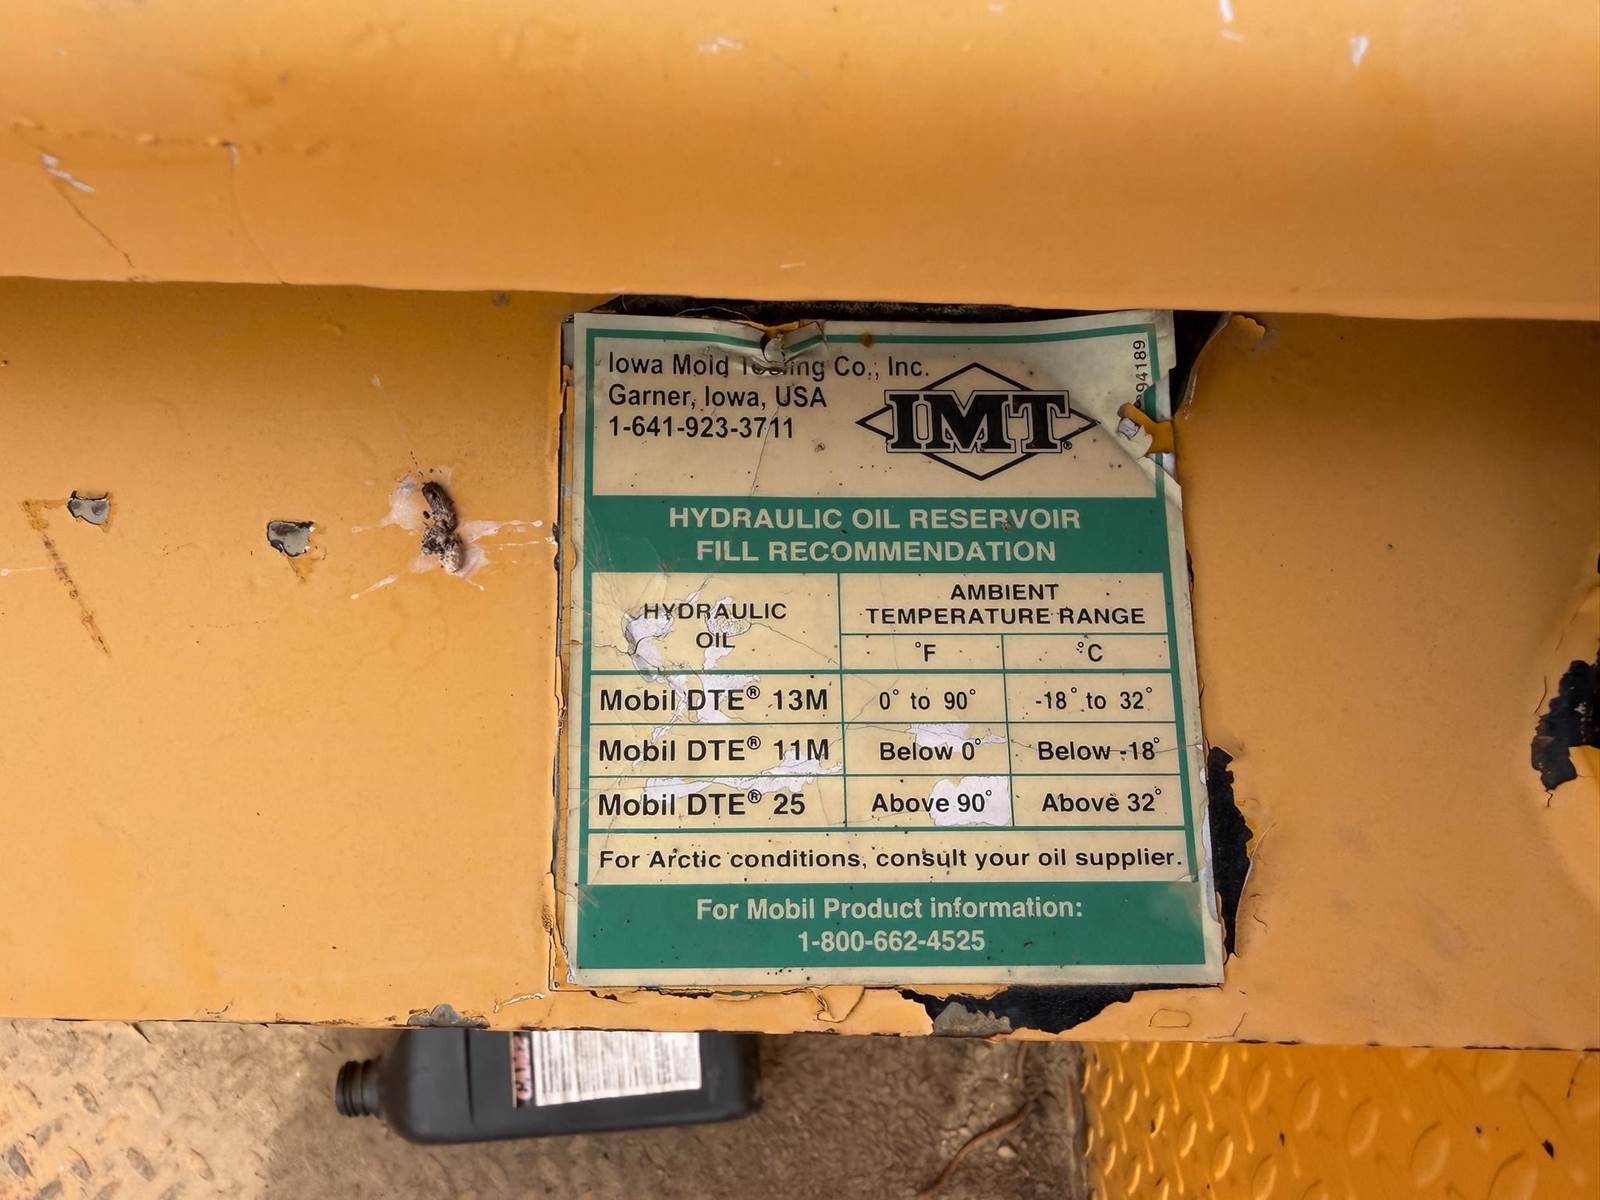 Iowa Mold Tooling Co., Inc.
Garner, Iowa, USA
1-641-923-3711
IMT®
94189
HYDRAULIC OIL RESERVOIR
FILL RECOMMENDATION
HYDRAULIC
OIL
AMBIENT
TEMPERATURE RANGE
°F
°C
Mobil DTE® 13M
0° to 90°
-18° to 32°
Mobil DTE® 11M
Below 0°
Below -18°
Mobil DTE® 25
Above 90°
Above 32°
For Arctic conditions, consult your oil supplier.
For Mobil Product information:
1-800-662-4525